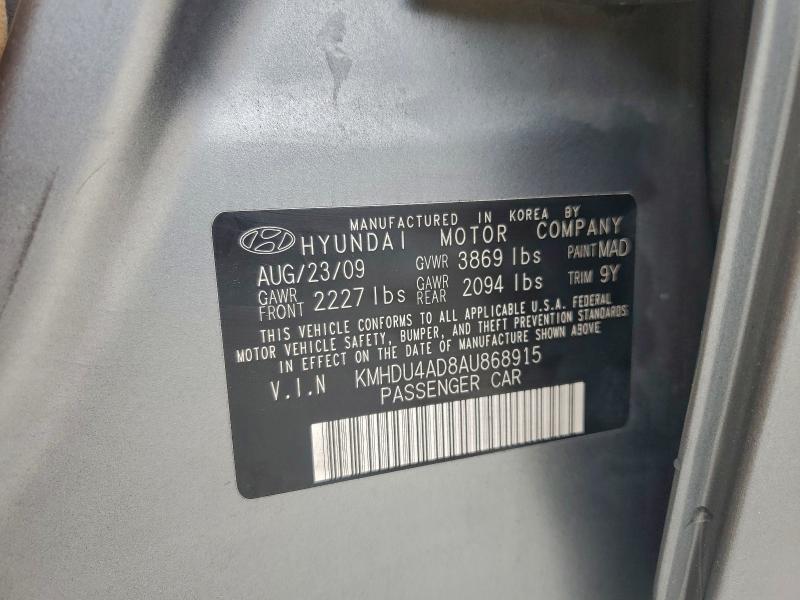 MANUFACTURED IN KOREA BY
HYUNDAI MOTOR COMPANY
AUG/23/09 GVWR 3869 lbs PAINT MAD
GAWR FRONT 2227 lbs GAWR REAR 2094 lbs TRIM 9Y
THIS VEHICLE CONFORMS TO ALL APPLICABLE U.S.A. FEDERAL
MOTOR VEHICLE SAFETY, BUMPER, AND THEFT PREVENTION STANDARDS
IN EFFECT ON THE DATE OF MANUFACTURE SHOWN ABOVE
V.I.N KMHDU4AD8AU868915
PASSENGER CAR